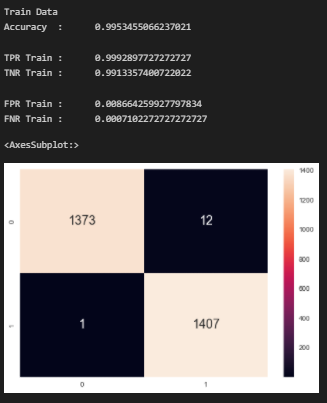 Train Data
Accuracy : 0.9953455066237021
TPR Train : 0.9992897727272727
TNR Train : 0.9913357400722022
FPR Train : 0.008664259927797834
FNR Train : 0.0007102272727272727
<AxesSubplot:>
1400
1373 12
1200
0
1000
800
600
1 1407
1
400
200
0 1